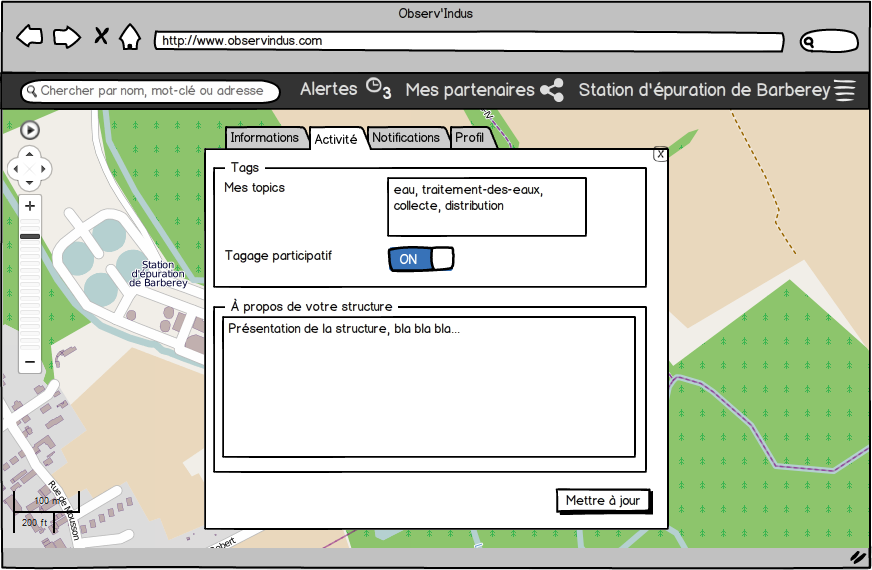 Observ'Indus
http://www.observindus.com
Chercher par nom, mot-clé ou adresse
Alertes 3
Mes partenaires
Station d'épuration de Barberey
Informations
Activité
Notifications
Profil
X
Tags
Mes topics
eau, traitement-des-eaux,
collecte, distribution
Tagage participatif
ON
À propos de votre structure
Présentation de la structure, bla bla bla...
Mettre à jour
Station
d'épuration
de Barberey
Rue de Mousson
100 m
200 ft
obert